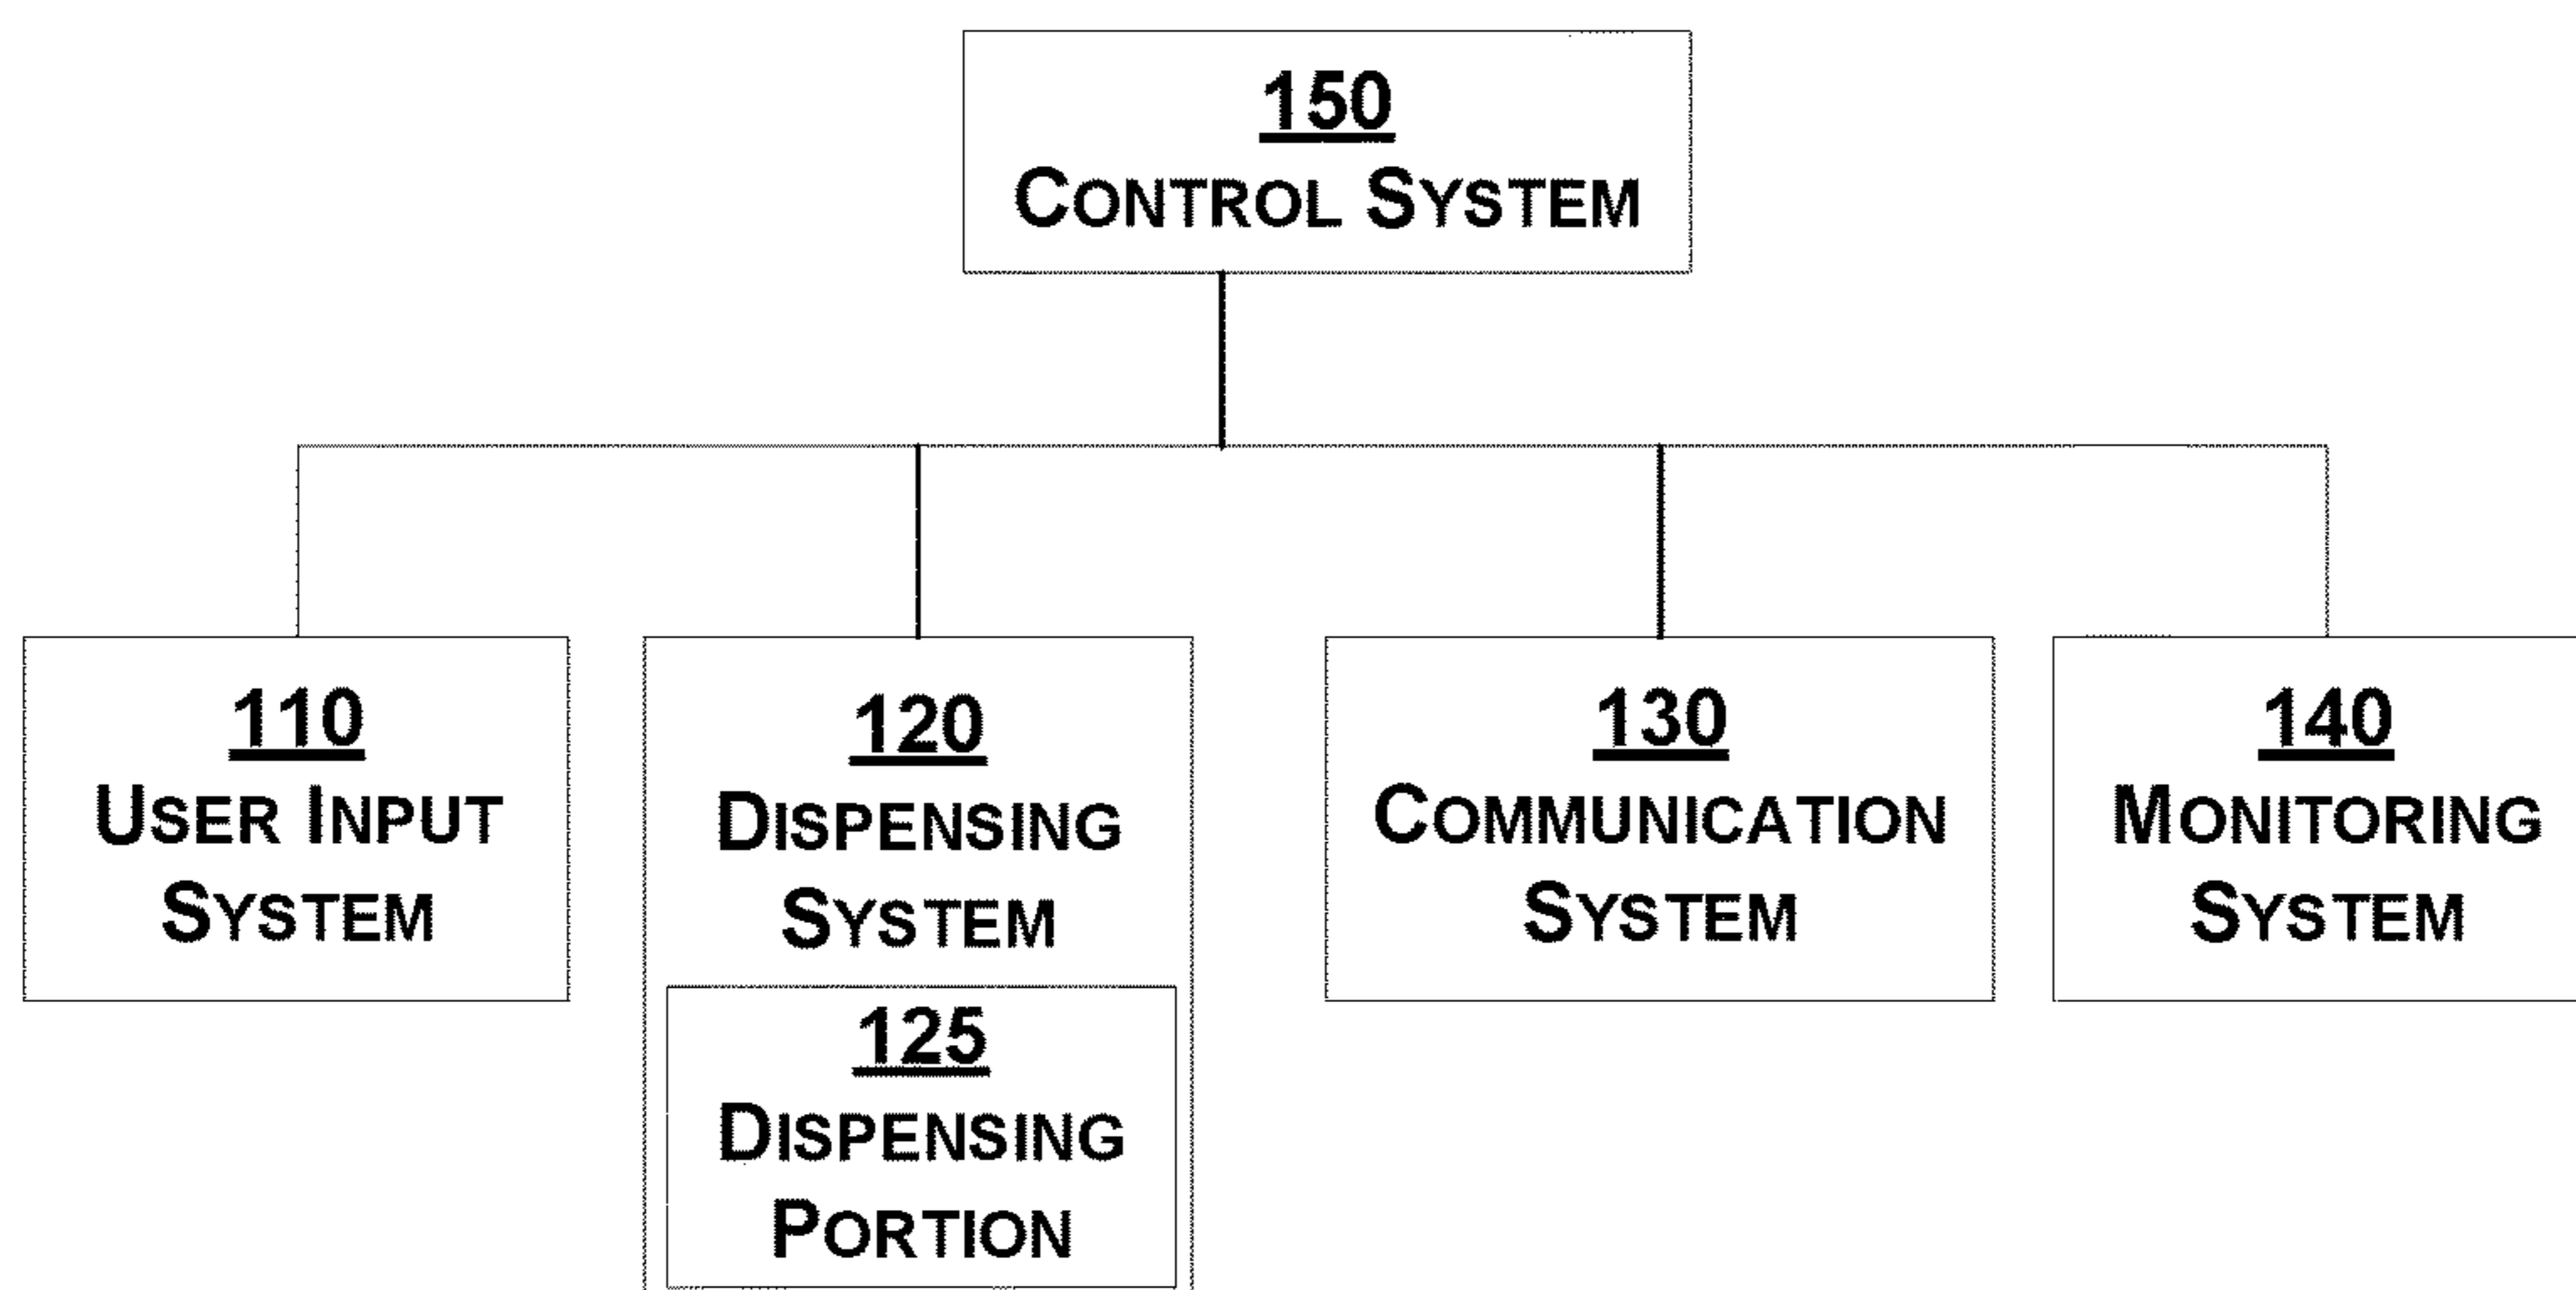 150
CONTROL SYSTEM
110
USER INPUT
SYSTEM
120
DISPENSING
SYSTEM
125
DISPENSING
PORTION
130
COMMUNICATION
SYSTEM
140
MONITORING
SYSTEM